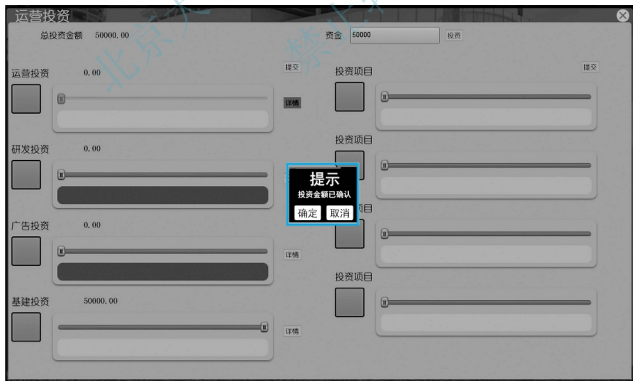 运营投资
总投资金额 50000.00 资金 50000 投资
运营投资 0.00 提交
详情
研发投资 0.00
广告投资 0.00
详情
基建投资 50000.00
详情
投资项目 提交
投资项目
项目
投资项目
提示
投资金额已确认
确定 取消